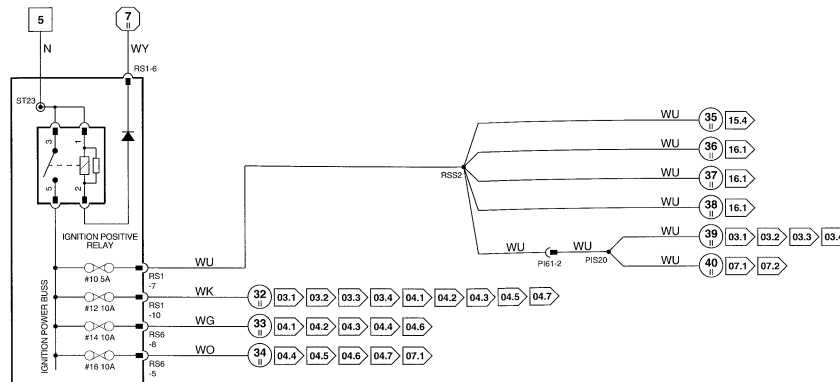 5
7
II
N
WY
RS1-6
ST23
3
1
5
2
IGNITION POSITIVE
RELAY
IGNITION POWER BUSS
#10 5A
WU
RS1
-7
#12 10A
WK
RS1
-10
32
II
03.1 03.2 03.3 03.4 04.1 04.2 04.3 04.5 04.7
#14 10A
WG
RS6
-8
33
II
04.1 04.2 04.3 04.4 04.6
#16 10A
WO
RS6
-5
34
II
04.4 04.5 04.6 04.7 07.1
RSS2
WU
35
II
15.4
WU
36
II
16.1
WU
37
II
16.1
WU
38
II
16.1
WU
PI61-2
WU
PIS20
WU
39
II
03.1 03.2 03.3 03.4
WU
40
II
07.1 07.2